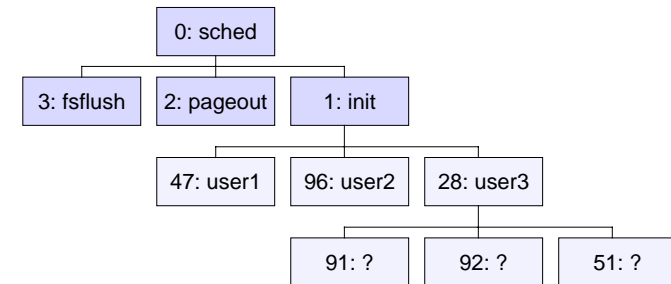 0: sched
3: fsflush 2: pageout 1: init
47: user1 96: user2 28: user3
91: ? 92: ? 51: ?